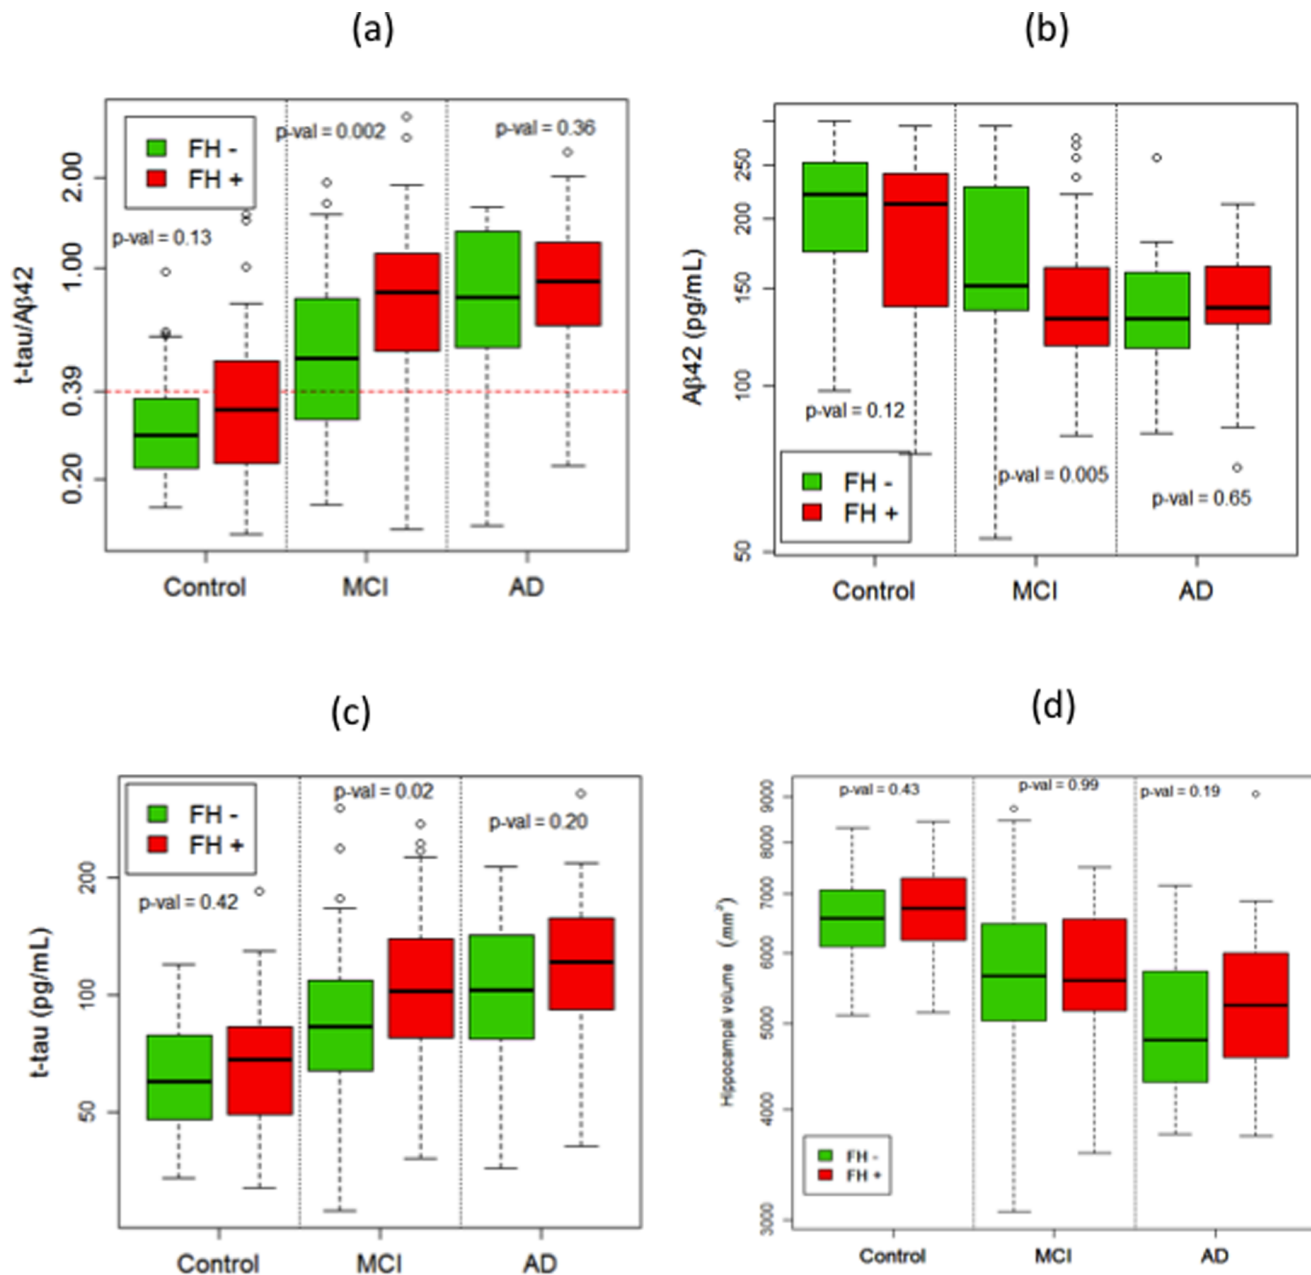 (a)
(b)
FH -
FH +
p-val = 0.13
p-val = 0.002
p-val = 0.36
t-tau/Aβ42
2.00
1.00
0.39
0.20
Control
MCI
AD
Aβ42 (pg/mL)
250
200
150
100
50
p-val = 0.12
p-val = 0.005
p-val = 0.65
FH -
FH +
Control
MCI
AD
(c)
(d)
FH -
FH +
p-val = 0.42
p-val = 0.02
p-val = 0.20
t-tau (pg/mL)
200
100
50
Control
MCI
AD
p-val = 0.43
p-val = 0.99
p-val = 0.19
Hippocampal volume (mm³)
9000
8000
7000
6000
5000
4000
3000
FH -
FH +
Control
MCI
AD